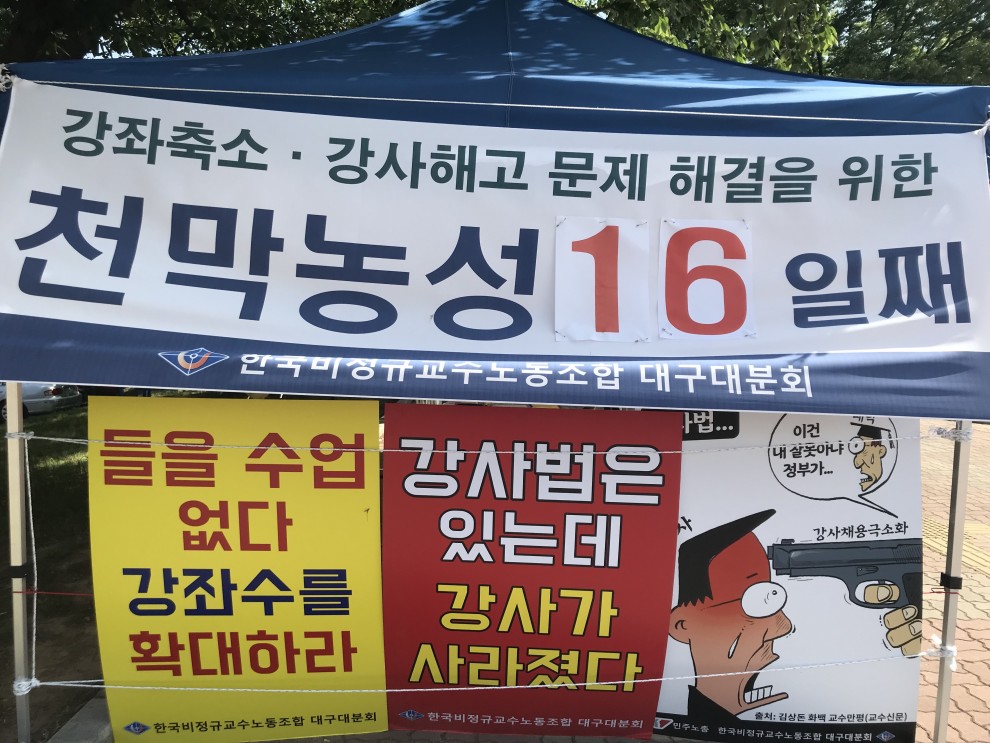 강좌축소 · 강사해고 문제 해결을 위한
천막농성 16 일째
한국비정규교수노동조합 대구대분회
들을 수업
없다
강좌수를
확대하라
한국비정규교수노동조합 대구대분회
강사법은
있는데
강사가
사라졌다
한국비정규교수노동조합 대구대분회
이건
내 잘못아냐
정부가...
강사채용극소화
출처: 김상돈 화백 교수만평(교수신문)
민주노총 한국비정규교수노동조합 대구대분회